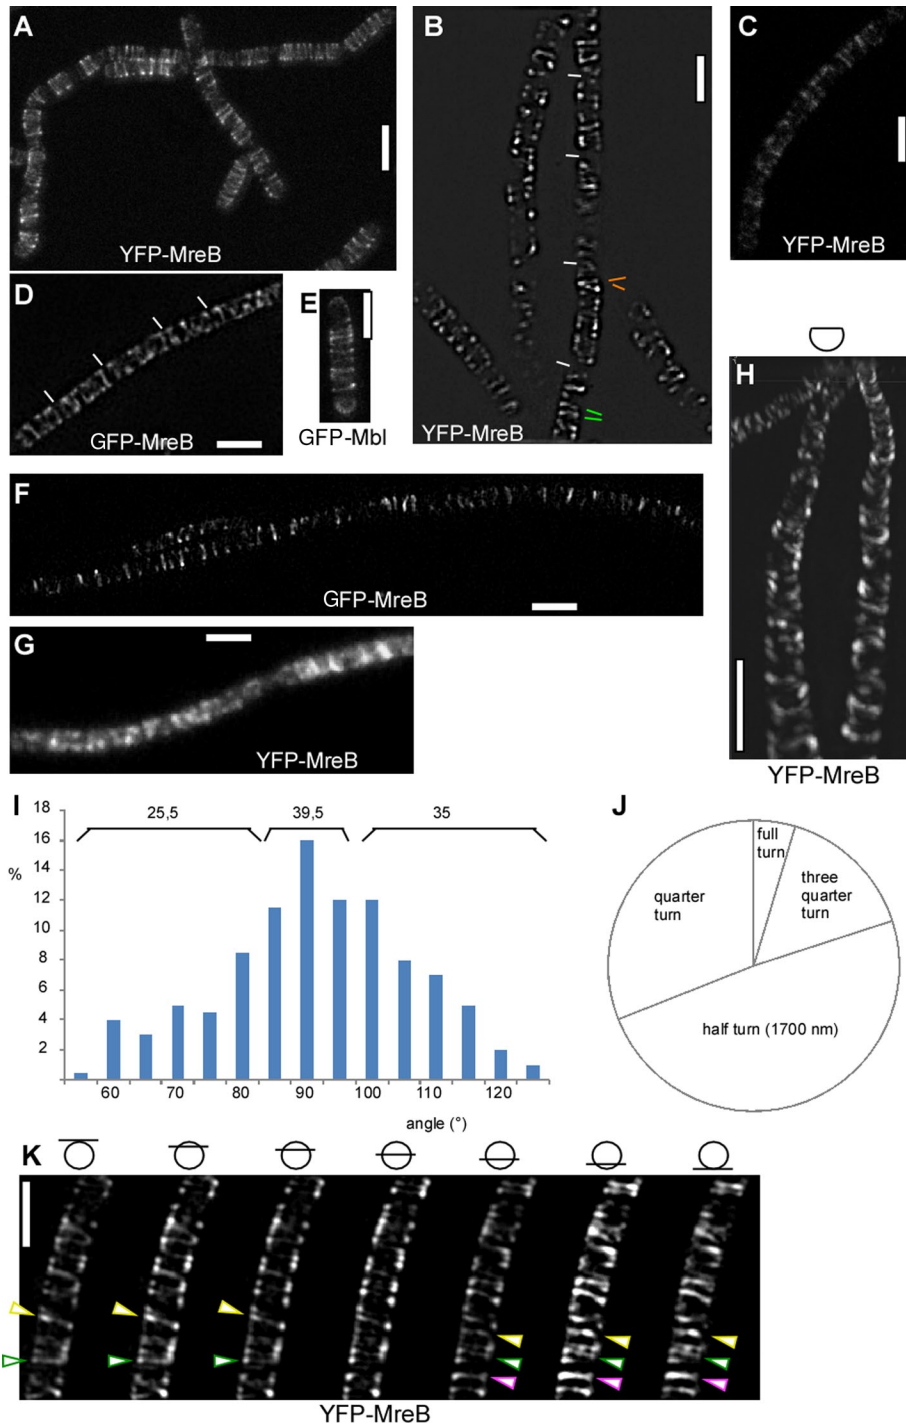 A
YFP-MreB
B
YFP-MreB
C
YFP-MreB
D
GFP-MreB
E
GFP-Mbl
F
GFP-MreB
G
YFP-MreB
H
YFP-MreB
I
18
16
14
12
10
8
6
4
2
%
25,5
39,5
35
60 70 80 90 100 110 120
angle (°)
J
full
turn
three
quarter
turn
quarter
turn
half turn (1700 nm)
K
YFP-MreB